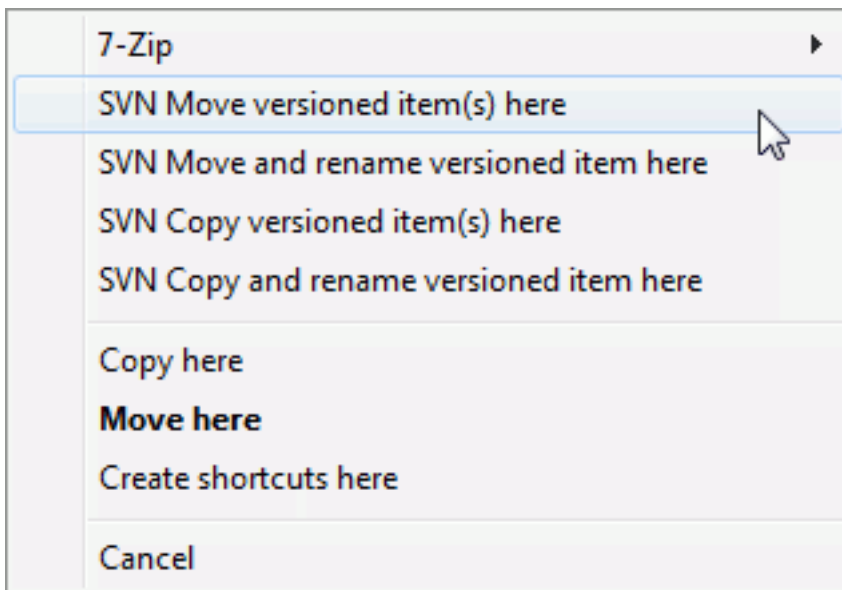 7-Zip
SVN Move versioned item(s) here
SVN Move and rename versioned item here
SVN Copy versioned item(s) here
SVN Copy and rename versioned item here
Copy here
Move here
Create shortcuts here
Cancel